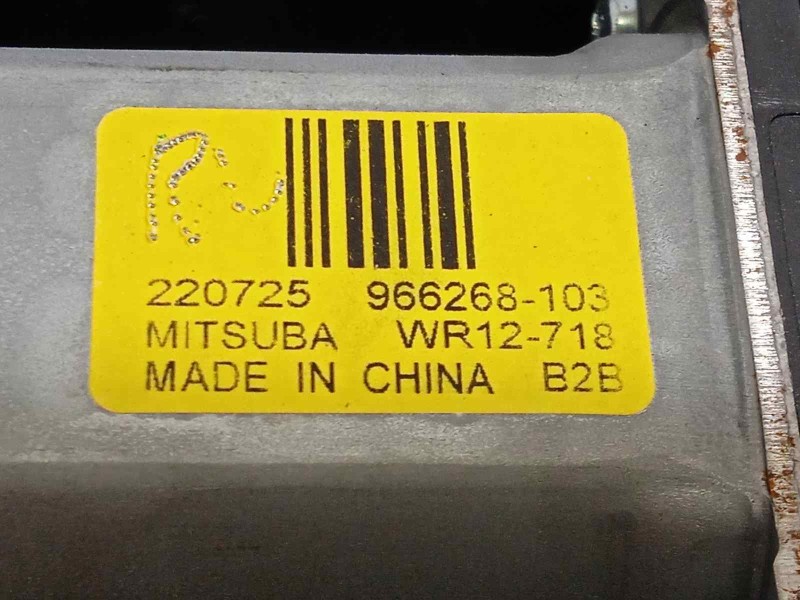 220725 966268-103
MITSUBA WR12-718
MADE IN CHINA B2B